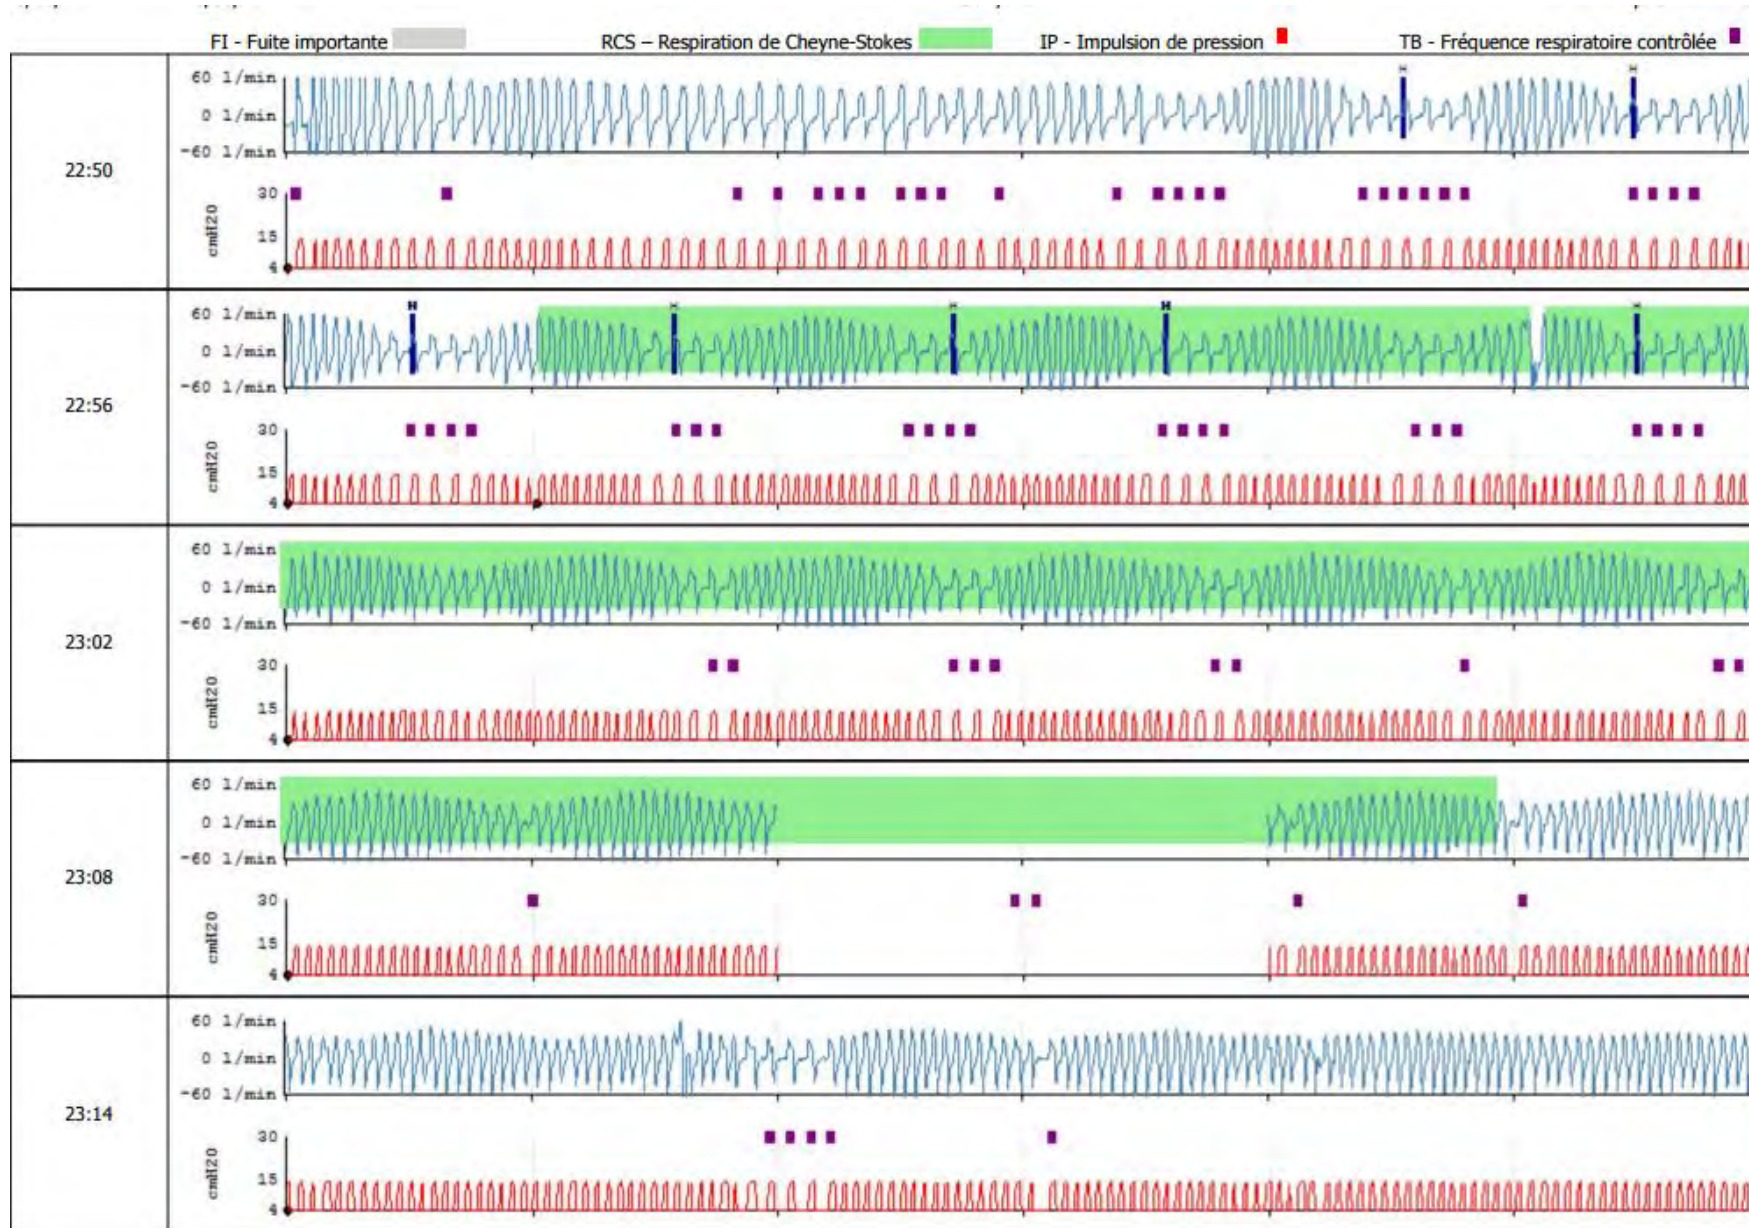 FI - Fuite importante RCS – Respiration de Cheyne-Stokes IP - Impulsion de pression TB - Fréquence respiratoire contrôlée
60 l/min
0 l/min
-60 l/min
22:50
30
15
4
cmH2O
H H
60 l/min
0 l/min
-60 l/min
22:56
30
15
4
cmH2O
H H H H H
60 l/min
0 l/min
-60 l/min
23:02
30
15
4
cmH2O
60 l/min
0 l/min
-60 l/min
23:08
30
15
4
cmH2O
60 l/min
0 l/min
-60 l/min
23:14
30
15
4
cmH2O